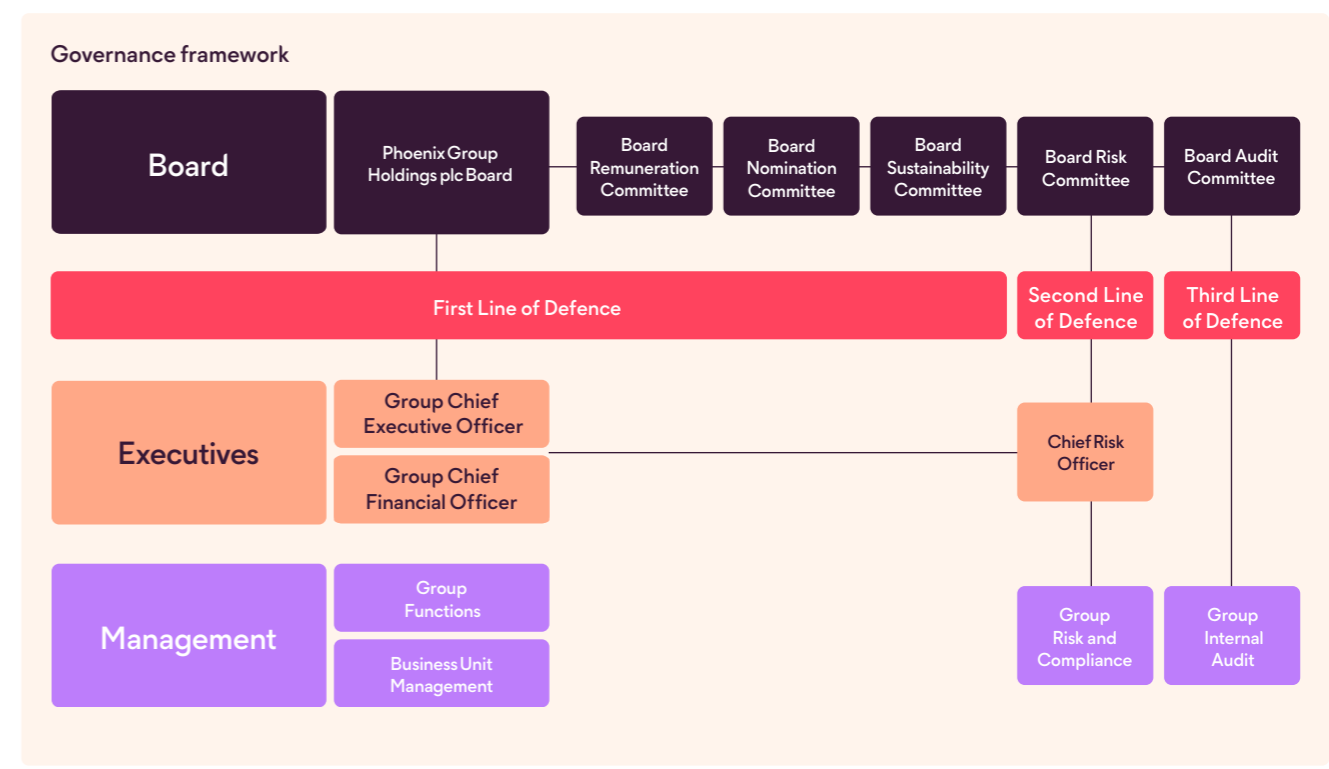 Governance framework
Board
Phoenix Group
Holdings plc Board
Board
Remuneration
Committee
Board
Nomination
Committee
Board
Sustainability
Committee
Board Risk
Committee
Board Audit
Committee
First Line of Defence
Second Line
of Defence
Third Line
of Defence
Executives
Group Chief
Executive Officer
Group Chief
Financial Officer
Chief Risk
Officer
Management
Group
Functions
Business Unit
Management
Group
Risk and
Compliance
Group
Internal
Audit